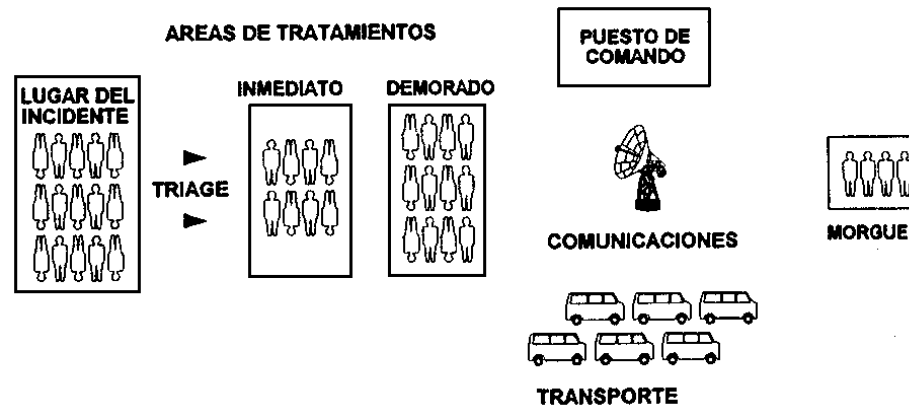 AREAS DE TRATAMIENTOS
PUESTO DE
COMANDO
LUGAR DEL
INCIDENTE
INMEDIATO
DEMORADO
TRIAGE
COMUNICACIONES
MORGUE
TRANSPORTE